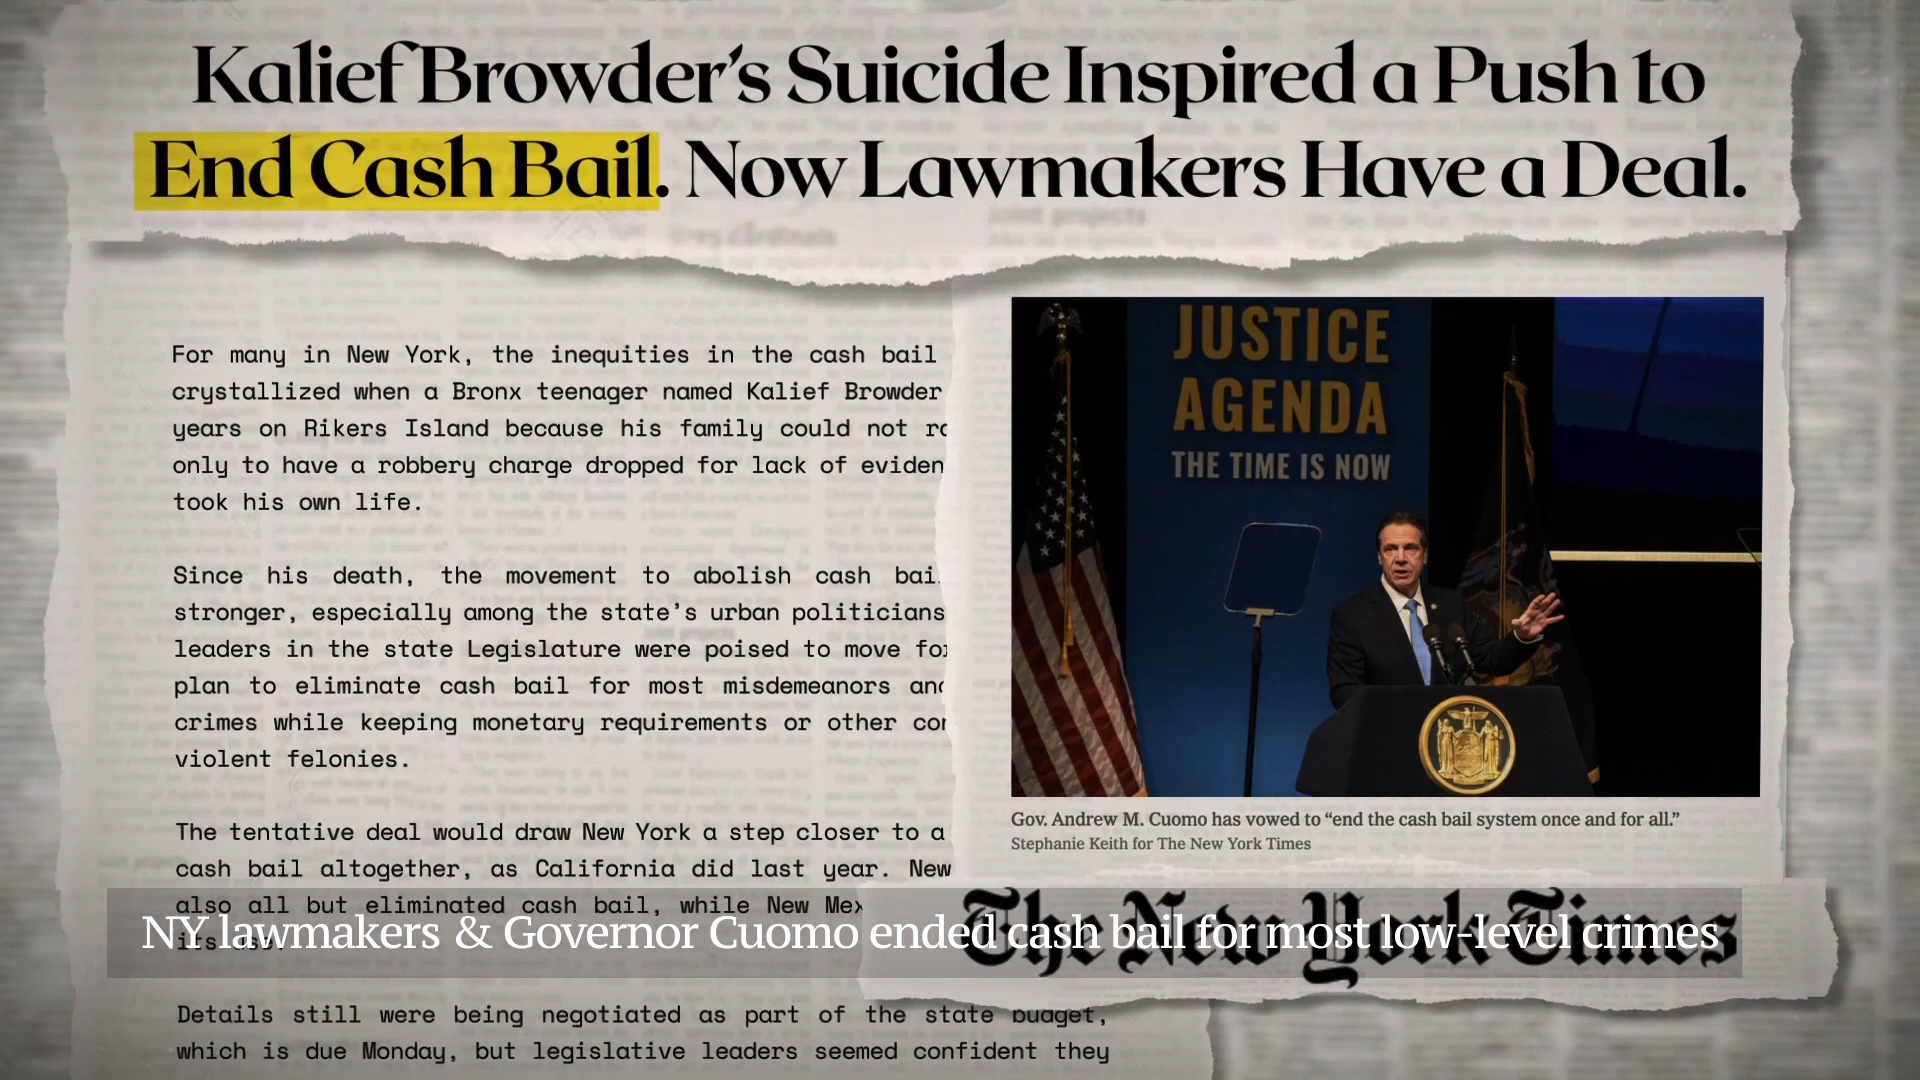 Kalief Browder’s Suicide Inspired a Push to
End Cash Bail. Now Lawmakers Have a Deal.
For many in New York, the inequities in the cash bail
crystallized when a Bronx teenager named Kalief Browder
years on Rikers Island because his family could not
only to have a robbery charge dropped for lack of
took his own life.
Since his death, the movement to abolish cash
stronger, especially among the state’s urban politicians
leaders in the state Legislature were poised to move
plan to eliminate cash bail for most misdemeanors
crimes while keeping monetary requirements or other
violent felonies.
The tentative deal would draw New York a step closer to a
cash bail altogether, as California did last year. New
also all but eliminated cash bail, while New
Details still were being negotiated as part of the state budget,
which is due Monday, but legislative leaders seemed confident they
JUSTICE
AGENDA
THE TIME IS NOW
Gov. Andrew M. Cuomo has vowed to “end the cash bail system once and for all.”
Stephanie Keith for The New York Times
The New York Times
NY lawmakers & Governor Cuomo ended cash bail for most low-level crimes